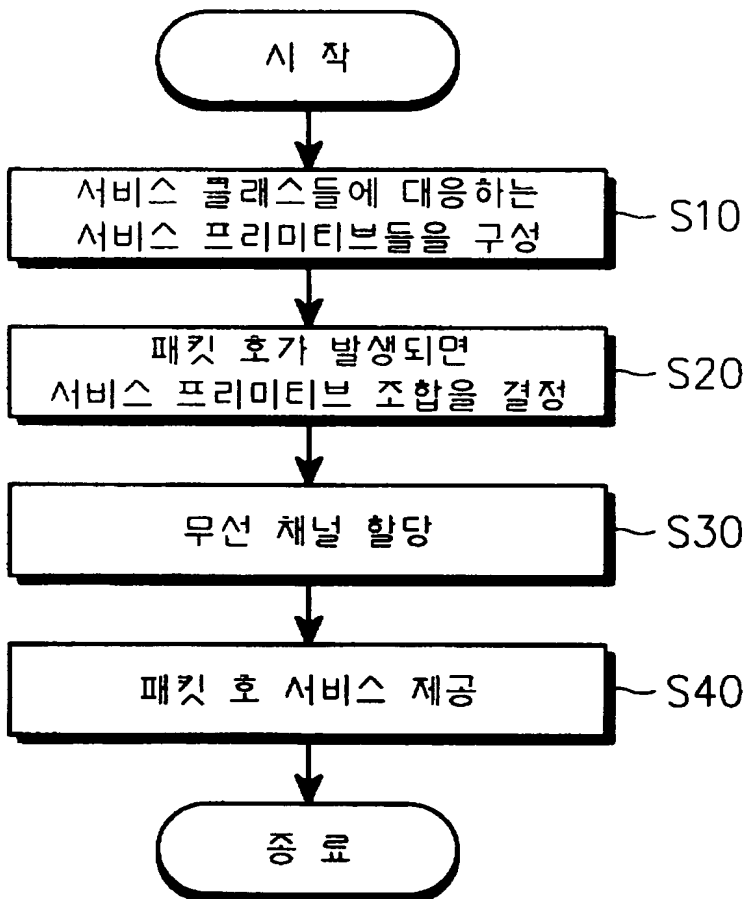 시 작
서비스 클래스들에 대응하는
서비스 프리미티브들을 구성
S10
패킷 호가 발생되면
서비스 프리미티브 조합을 결정
S20
무선 채널 할당
S30
패킷 호 서비스 제공
S40
종 료